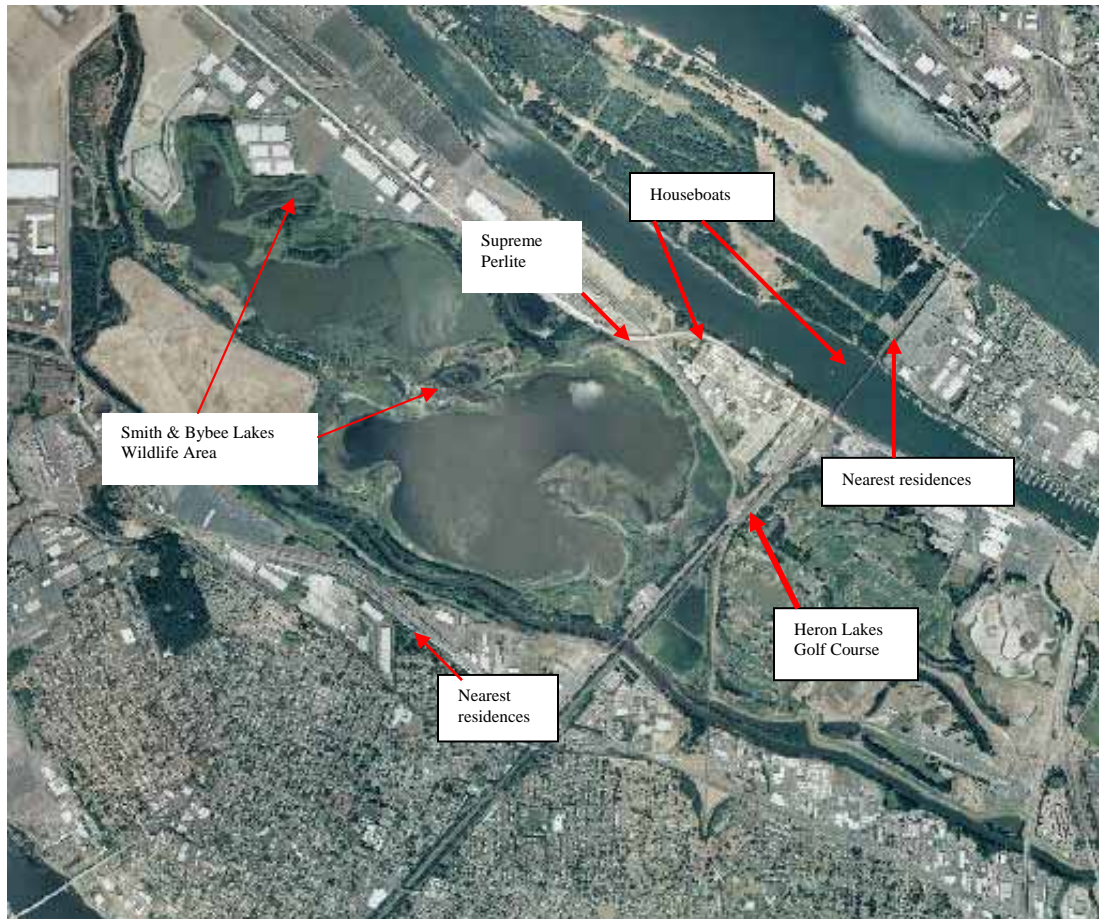 Houseboats
Supreme
Perlite
Smith & Bybee Lakes
Wildlife Area
Nearest residences
Heron Lakes
Golf Course
Nearest
residences